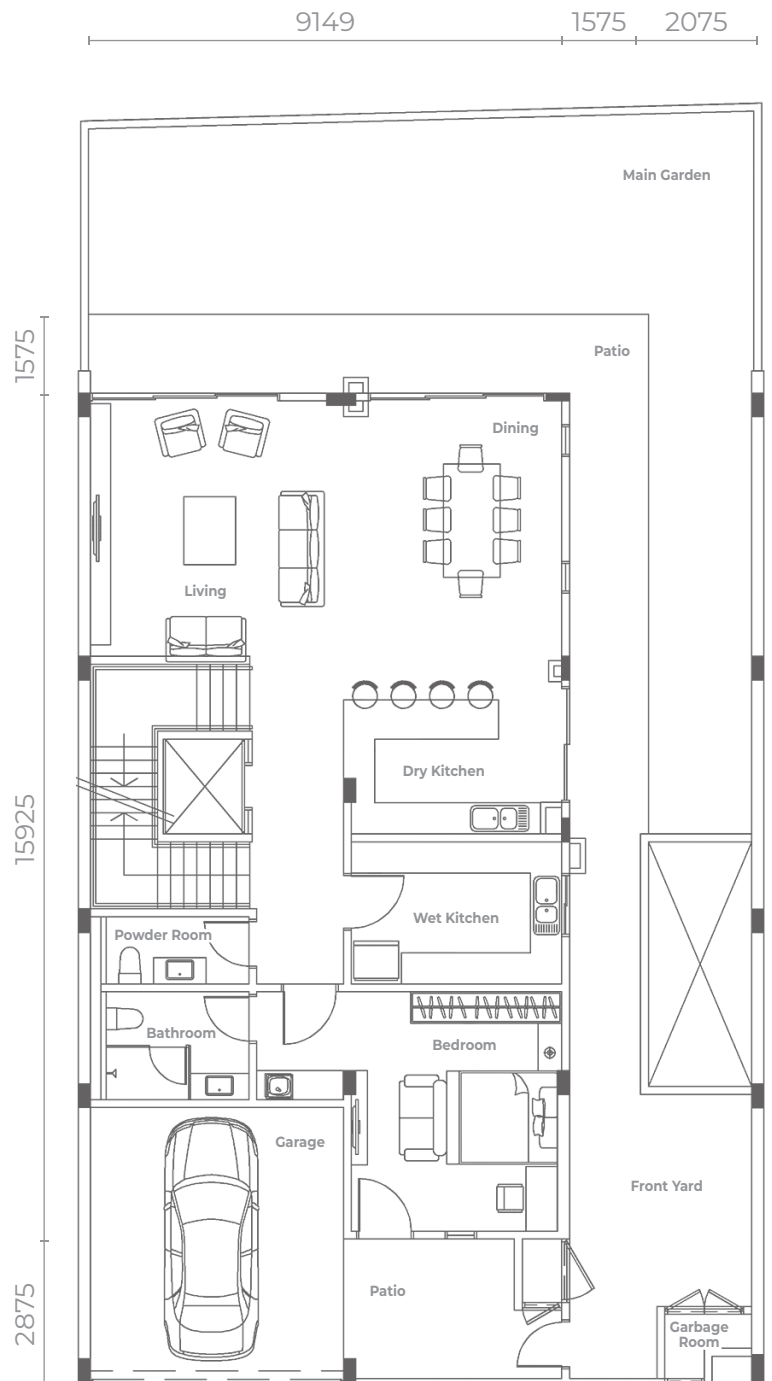 9149
1575
2075
Main Garden
1575
Patio
Dining
Living
Dry Kitchen
15925
Wet Kitchen
Powder Room
Bathroom
Bedroom
Garage
Front Yard
2875
Patio
Garbage
Room